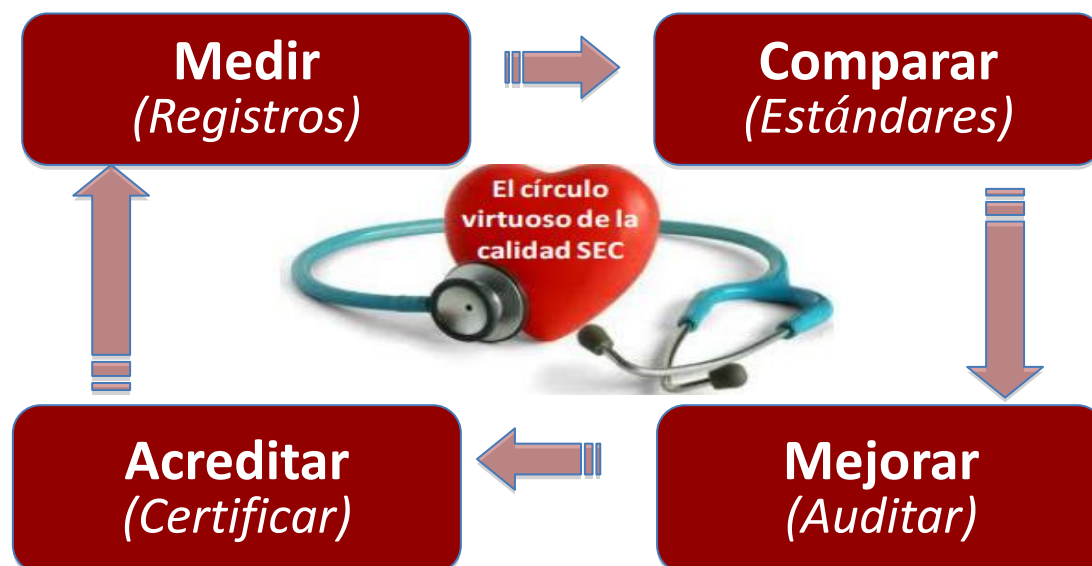 Medir
(Registros)
Comparar
(Estándares)
El círculo
virtuoso de la
calidad SEC
Acreditar
(Certificar)
Mejorar
(Auditar)